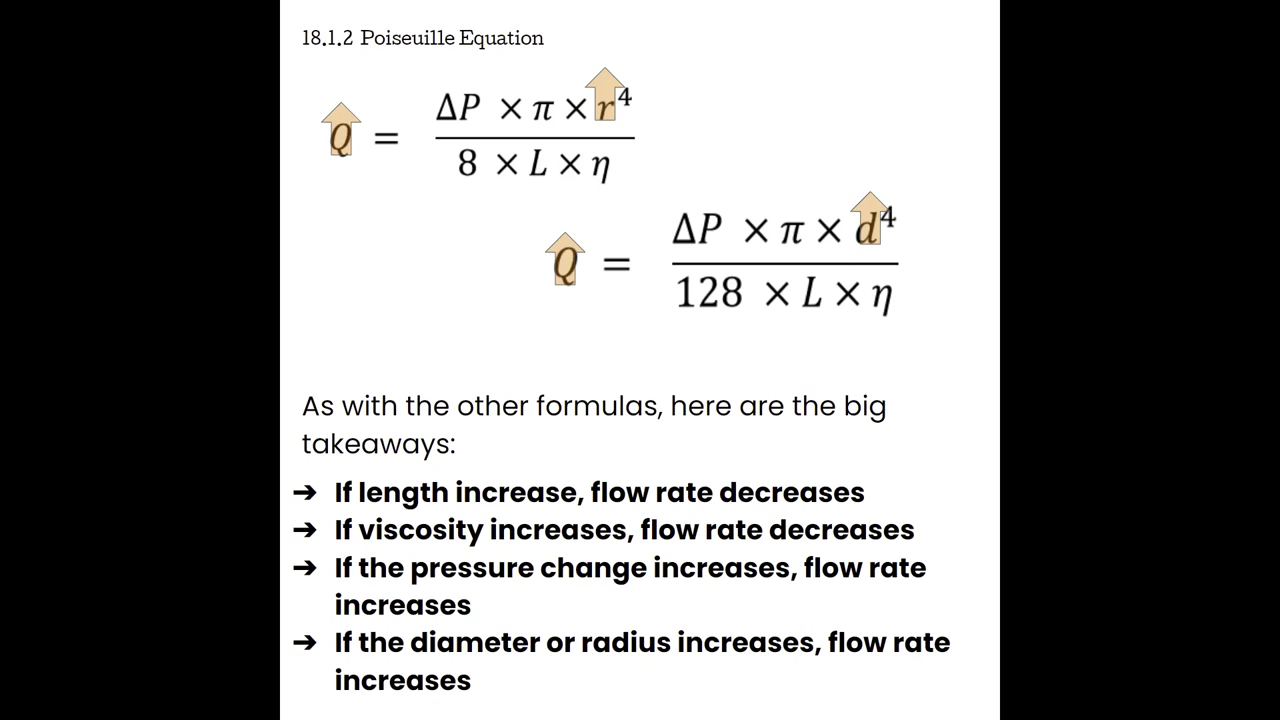 18.1.2 Poiseuille Equation
Q = ΔP × π × r⁴
8 × L × η
Q = ΔP × π × d⁴
128 × L × η
As with the other formulas, here are the big
takeaways:
➔ If length increase, flow rate decreases
➔ If viscosity increases, flow rate decreases
➔ If the pressure change increases, flow rate
increases
➔ If the diameter or radius increases, flow rate
increases